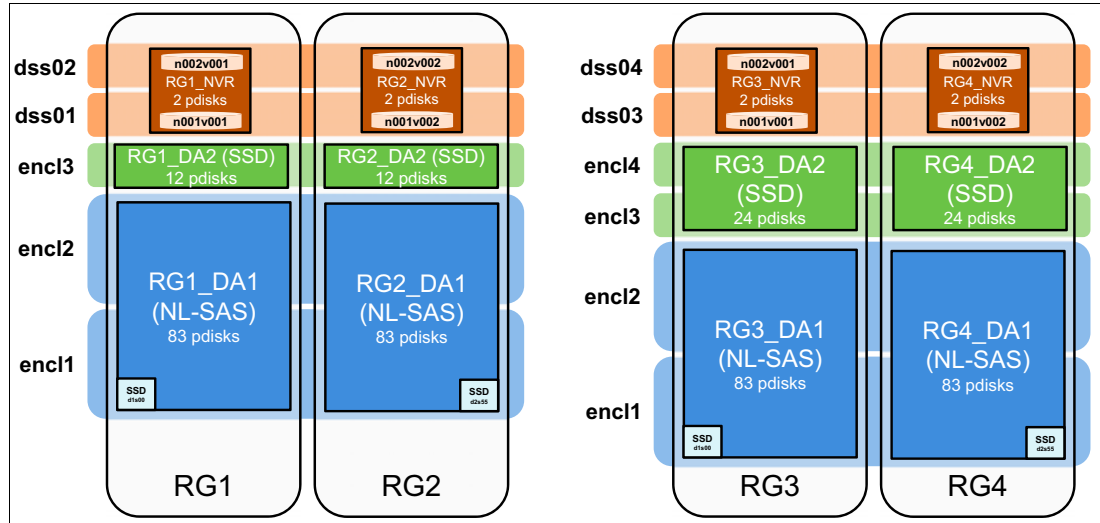 dss02
n002v001
RG1_NVR
2 pdisks
n001v001
n002v002
RG2_NVR
2 pdisks
n001v002
dss01
encl3
RG1_DA2 (SSD)
12 pdisks
RG2_DA2 (SSD)
12 pdisks
encl2
encl1
RG1_DA1
(NL-SAS)
83 pdisks
SSD
d1s00
RG2_DA1
(NL-SAS)
83 pdisks
SSD
d2s55
RG1
RG2
dss04
n002v001
RG3_NVR
2 pdisks
n001v001
n002v002
RG4_NVR
2 pdisks
n001v002
dss03
encl4
encl3
RG3_DA2
(SSD)
24 pdisks
RG4_DA2
(SSD)
24 pdisks
encl2
encl1
RG3_DA1
(NL-SAS)
83 pdisks
SSD
d1s00
RG4_DA1
(NL-SAS)
83 pdisks
SSD
d2s55
RG3
RG4